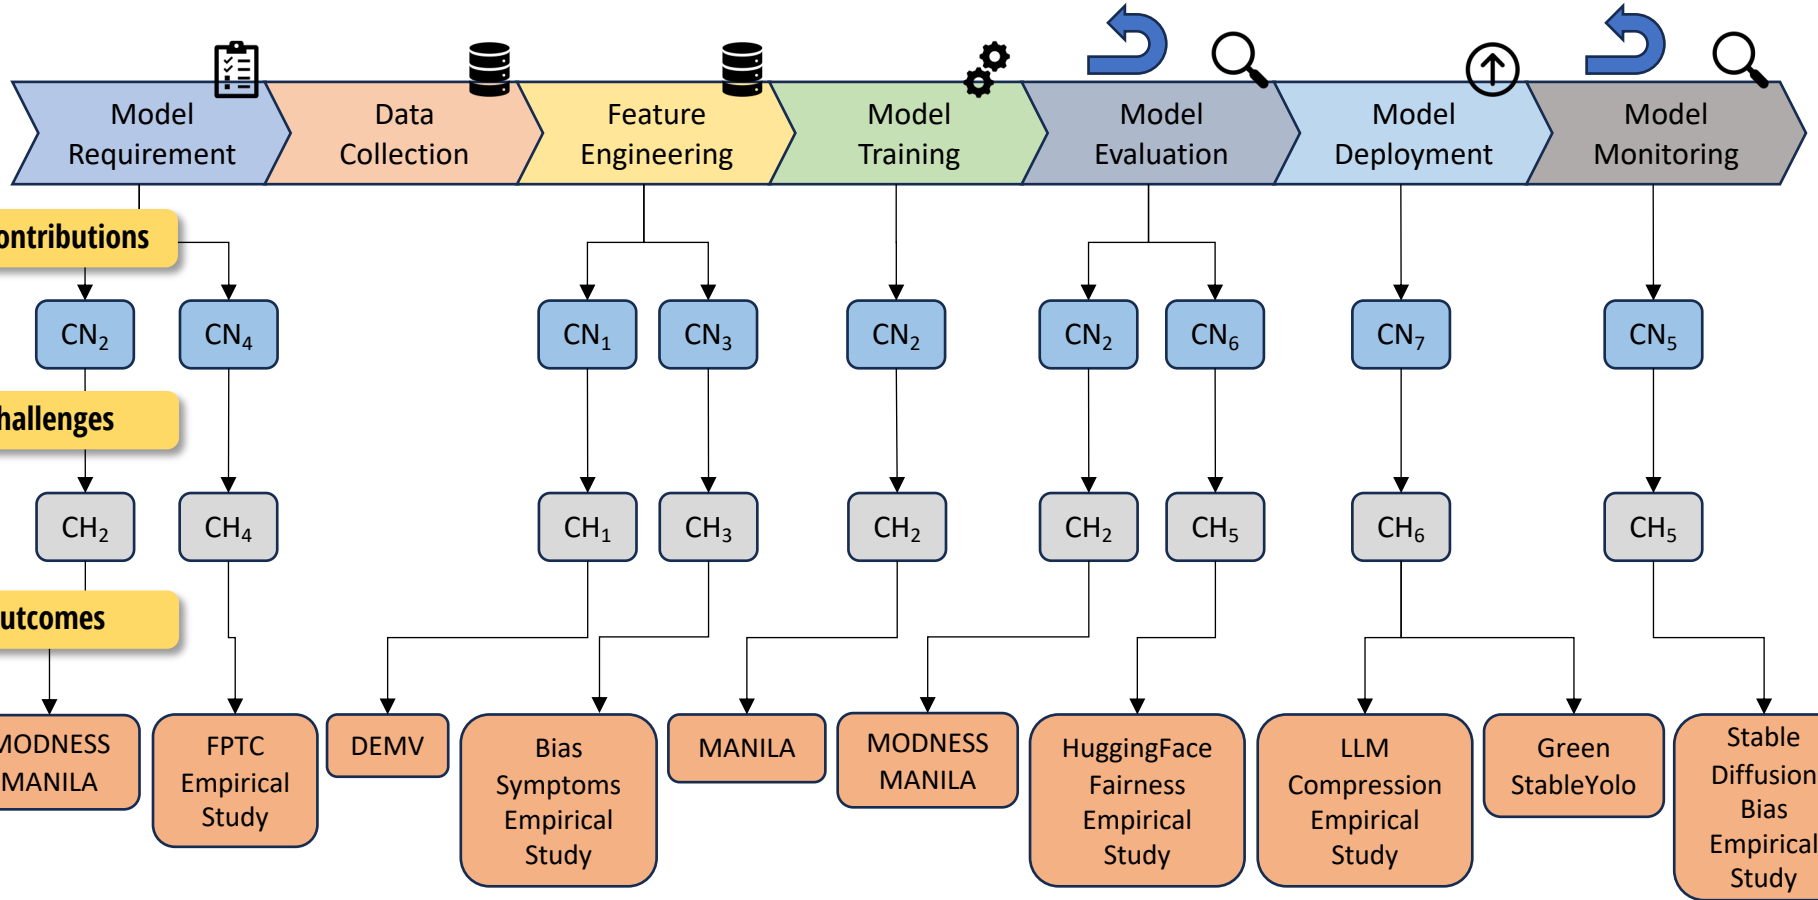 Model
Requirement
Data
Collection
Feature
Engineering
Model
Training
Model
Evaluation
Model
Deployment
Model
Monitoring
ontributions
CN₂
CN₄
CN₁
CN₃
CN₂
CN₂
CN₆
CN₇
CN₅
hallenges
CH₂
CH₄
CH₁
CH₃
CH₂
CH₂
CH₅
CH₆
CH₅
utcomes
MODNESS
MANILA
FPTC
Empirical
Study
DEMV
Bias
Symptoms
Empirical
Study
MANILA
MODNESS
MANILA
HuggingFace
Fairness
Empirical
Study
LLM
Compression
Empirical
Study
Green
StableYolo
Stable
Diffusion
Bias
Empirical
Study